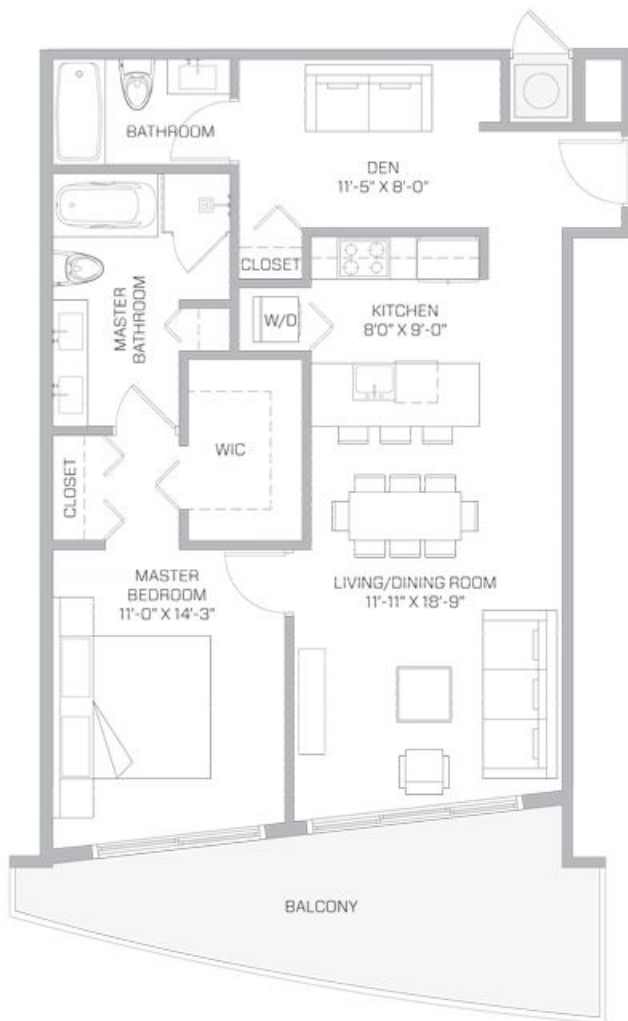 BATHROOM
DEN
11'-5" X 8'-0"
CLOSET
W/D
KITCHEN
8'0" X 9'-0"
MASTER
BATHROOM
WIC
CLOSET
MASTER
BEDROOM
11'-0" X 14'-3"
LIVING/DINING ROOM
11'-11" X 18'-9"
BALCONY